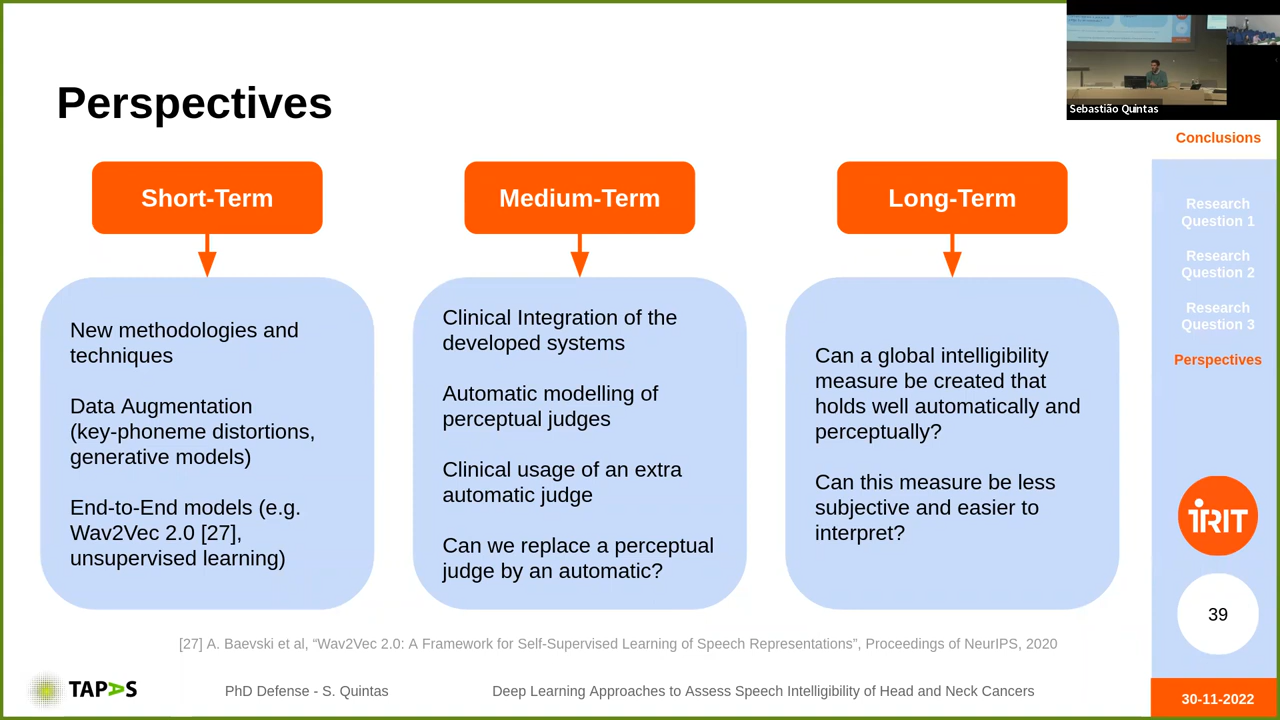 Perspectives
Sebastião Quintas
Conclusions
Short-Term
Medium-Term
Long-Term
New methodologies and
techniques
Data Augmentation
(key-phoneme distortions,
generative models)
End-to-End models (e.g.
Wav2Vec 2.0 [27],
unsupervised learning)
Clinical Integration of the
developed systems
Automatic modelling of
perceptual judges
Clinical usage of an extra
automatic judge
Can we replace a perceptual
judge by an automatic?
Can a global intelligibility
measure be created that
holds well automatically and
perceptually?
Can this measure be less
subjective and easier to
interpret?
Research
Question 1
Research
Question 2
Research
Question 3
Perspectives
IRIT
39
[27] A. Baevski et al, “Wav2Vec 2.0: A Framework for Self-Supervised Learning of Speech Representations”, Proceedings of NeurIPS, 2020
TAPAS
PhD Defense - S. Quintas
Deep Learning Approaches to Assess Speech Intelligibility of Head and Neck Cancers
30-11-2022